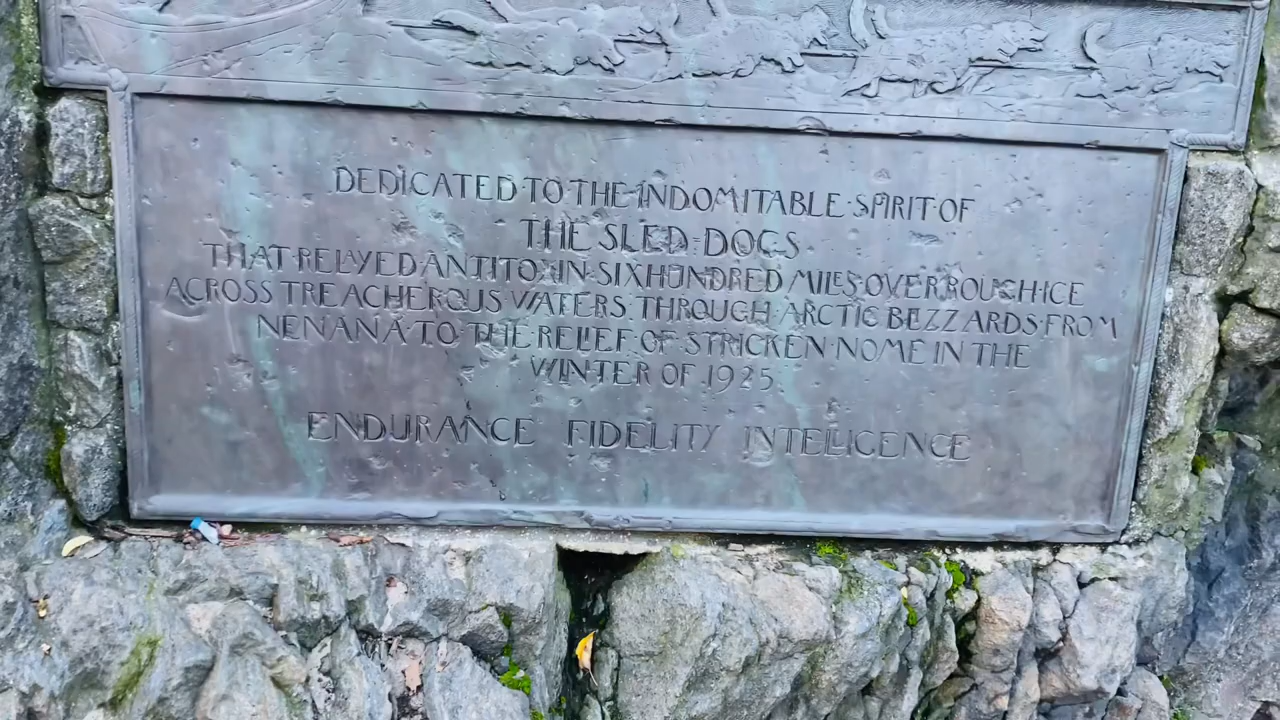 DEDICATED·TO·THE·INDOMITABLE·SPIRIT·OF
THE SLED·DOGS
THAT·RELAYED ANTITOXIN·SIX HUNDRED MILES·OVER ROUGH·ICE
ACROSS TREACHEROUS WATERS THROUGH·ARCTIC BLIZZARDS·FROM
NENANA·TO·THE RELIEF OF STRICKEN·NOME IN THE
WINTER OF 1925
ENDURANCE FIDELITY INTELLIGENCE